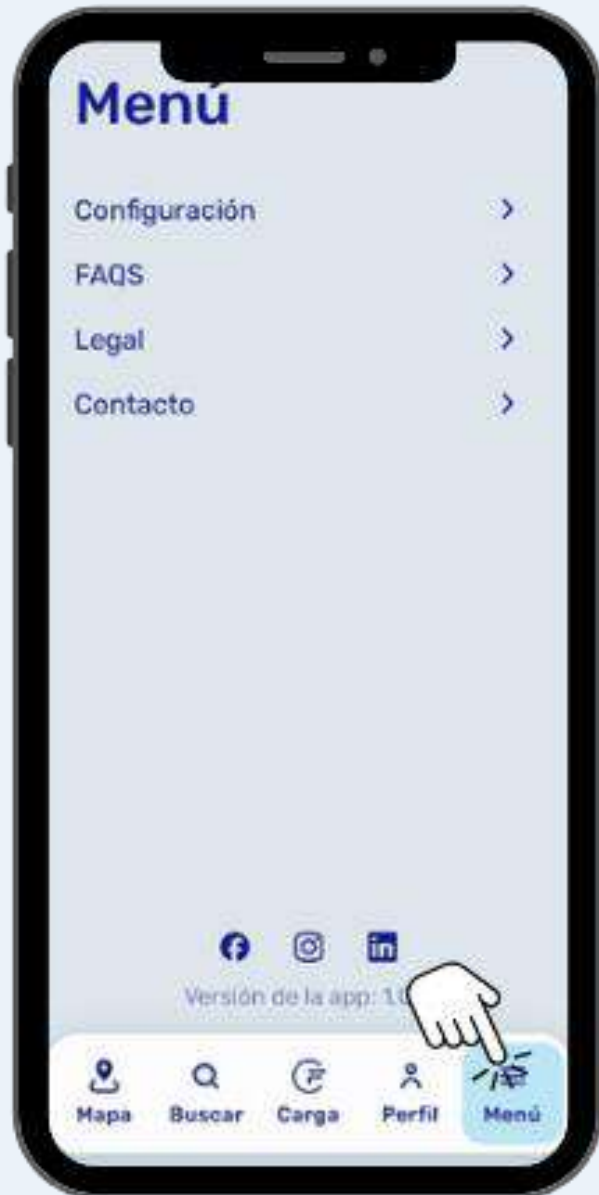 Menú
Configuración
FAQS
Legal
Contacto
Versión de la app:
Mapa Buscar Carga Perfil Menú